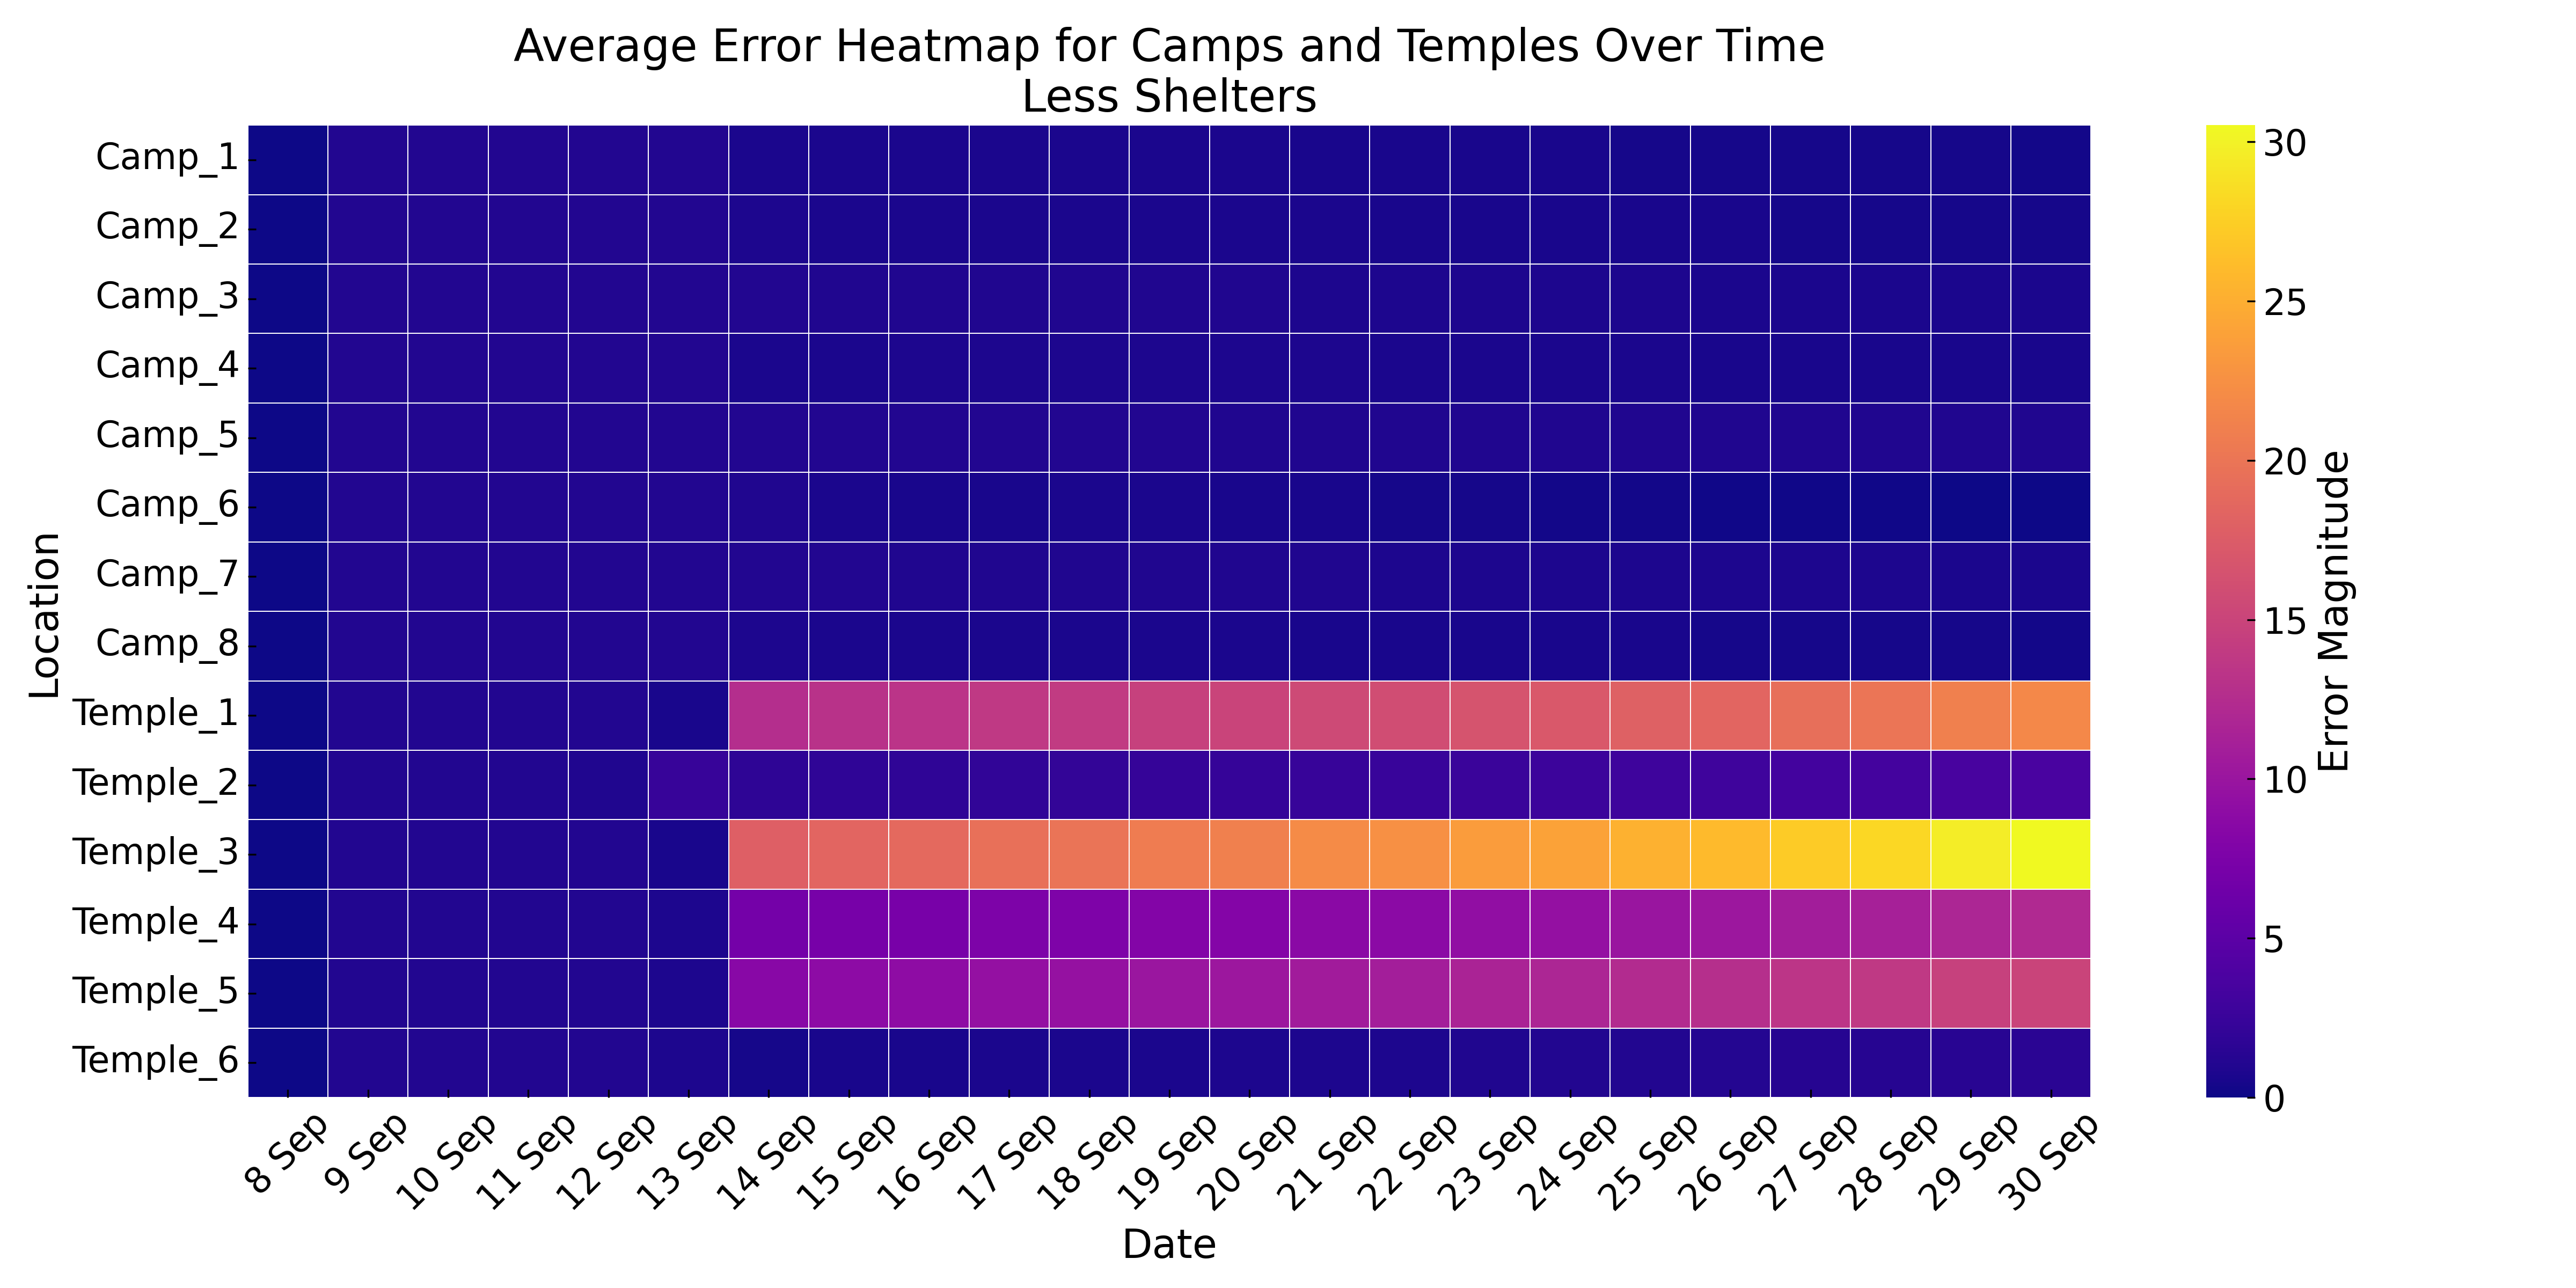 Average Error Heatmap for Camps and Temples Over Time
Less Shelters
Location
Camp_1
Camp_2
Camp_3
Camp_4
Camp_5
Camp_6
Camp_7
Camp_8
Temple_1
Temple_2
Temple_3
Temple_4
Temple_5
Temple_6
8 Sep
9 Sep
10 Sep
11 Sep
12 Sep
13 Sep
14 Sep
15 Sep
16 Sep
17 Sep
18 Sep
19 Sep
20 Sep
21 Sep
22 Sep
23 Sep
24 Sep
25 Sep
26 Sep
27 Sep
28 Sep
29 Sep
30 Sep
Date
30
25
20
15
10
5
0
Error Magnitude